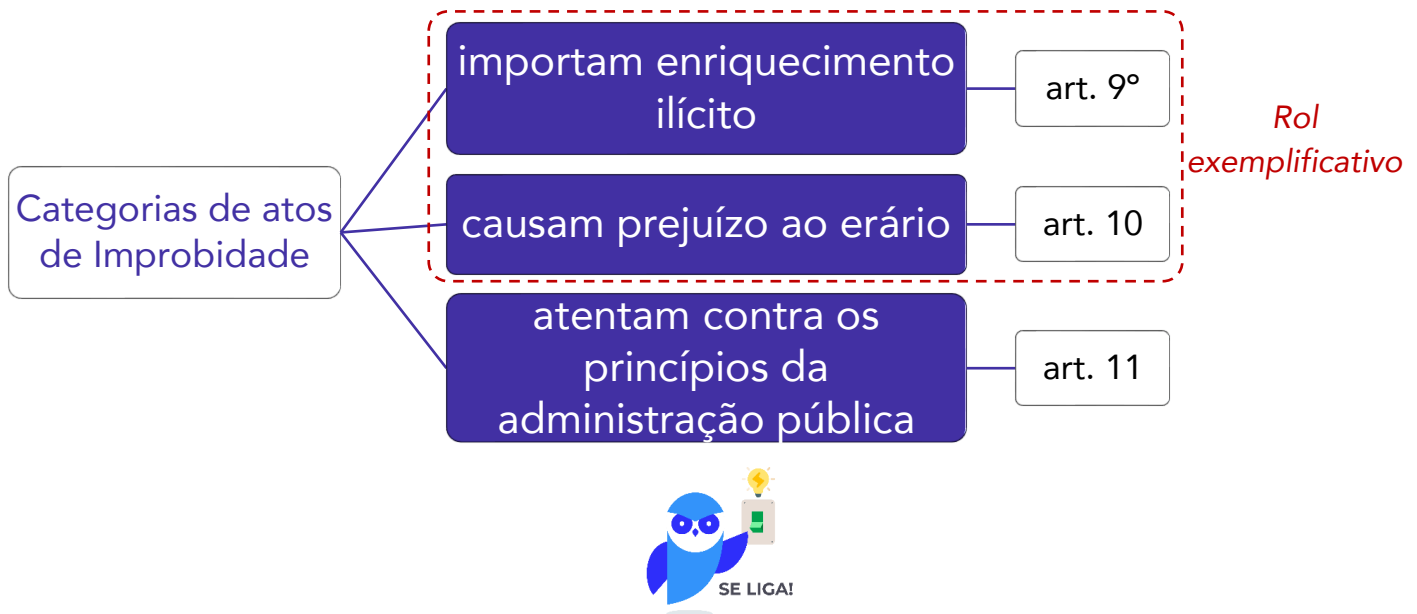 importam enriquecimento
ilícito
art. 9º
Rol
exemplificativo
Categorias de atos
de Improbidade
causam prejuízo ao erário
art. 10
atentam contra os
princípios da
administração pública
art. 11
SE LIGA!